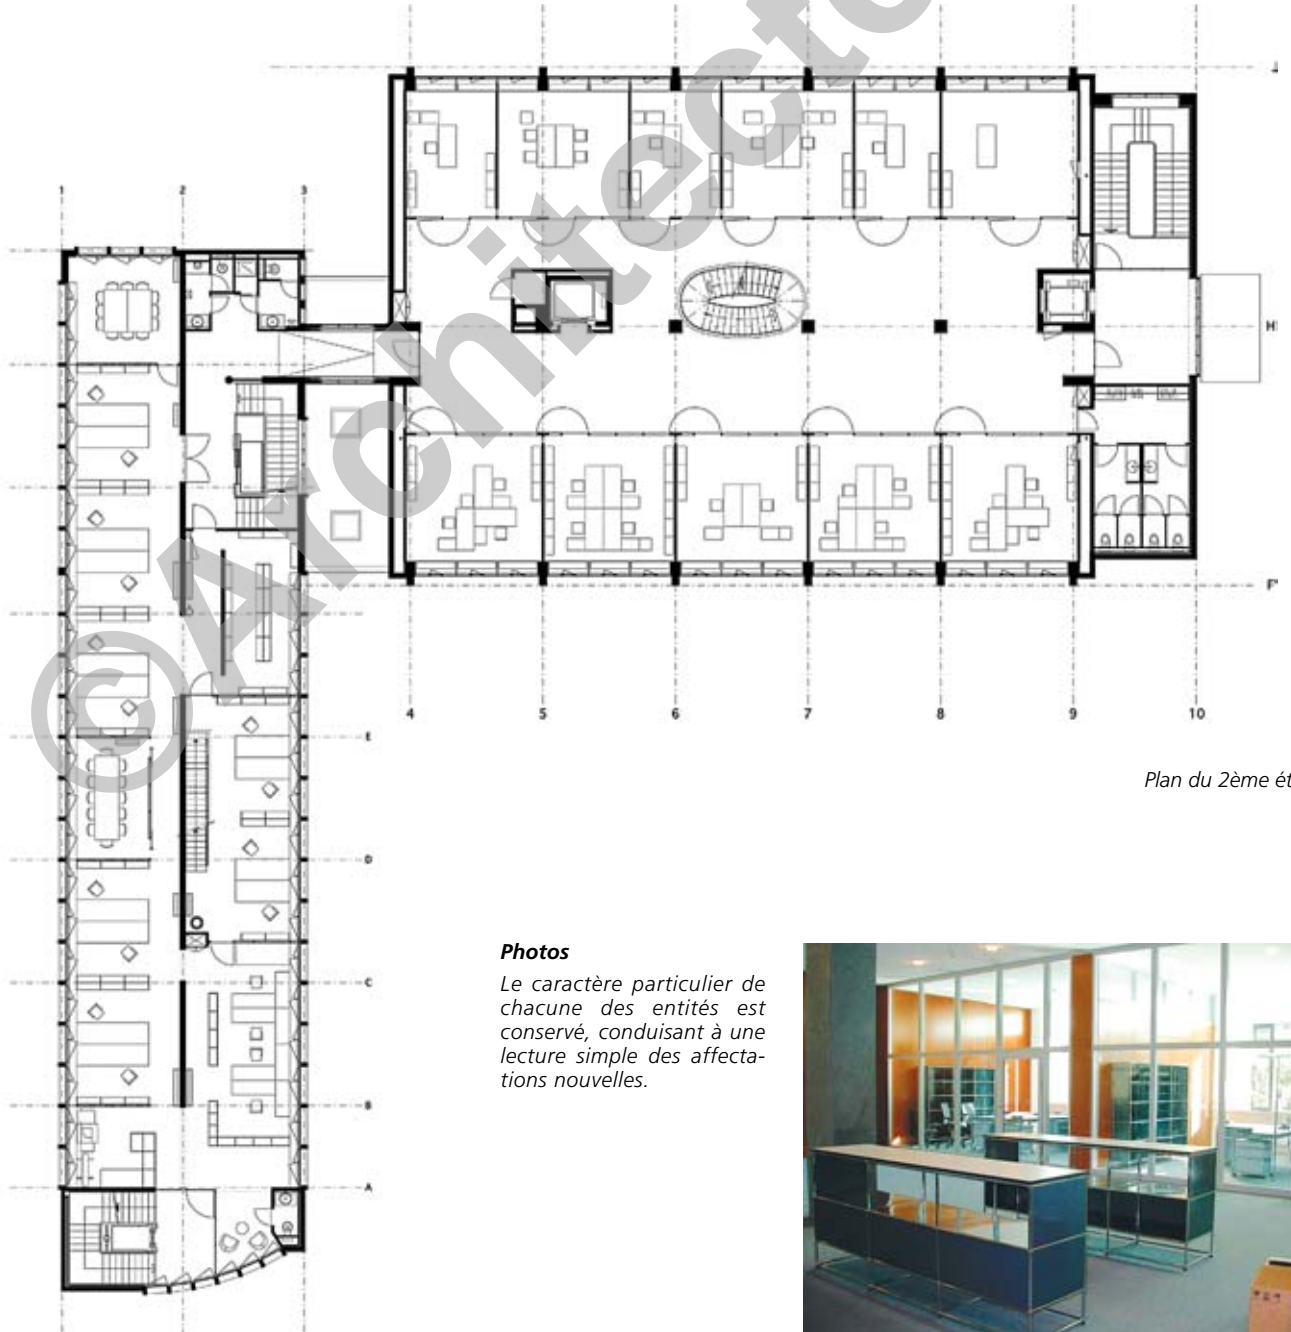 ©Architecto
J
1 2 3
H
F
4 5 6 7 8 9 10
E
Plan du 2ème ét
D
Photos
Le caractère particulier de
chacune des entités est
conservé, conduisant à une
lecture simple des affecta-
tions nouvelles.
C
B
A